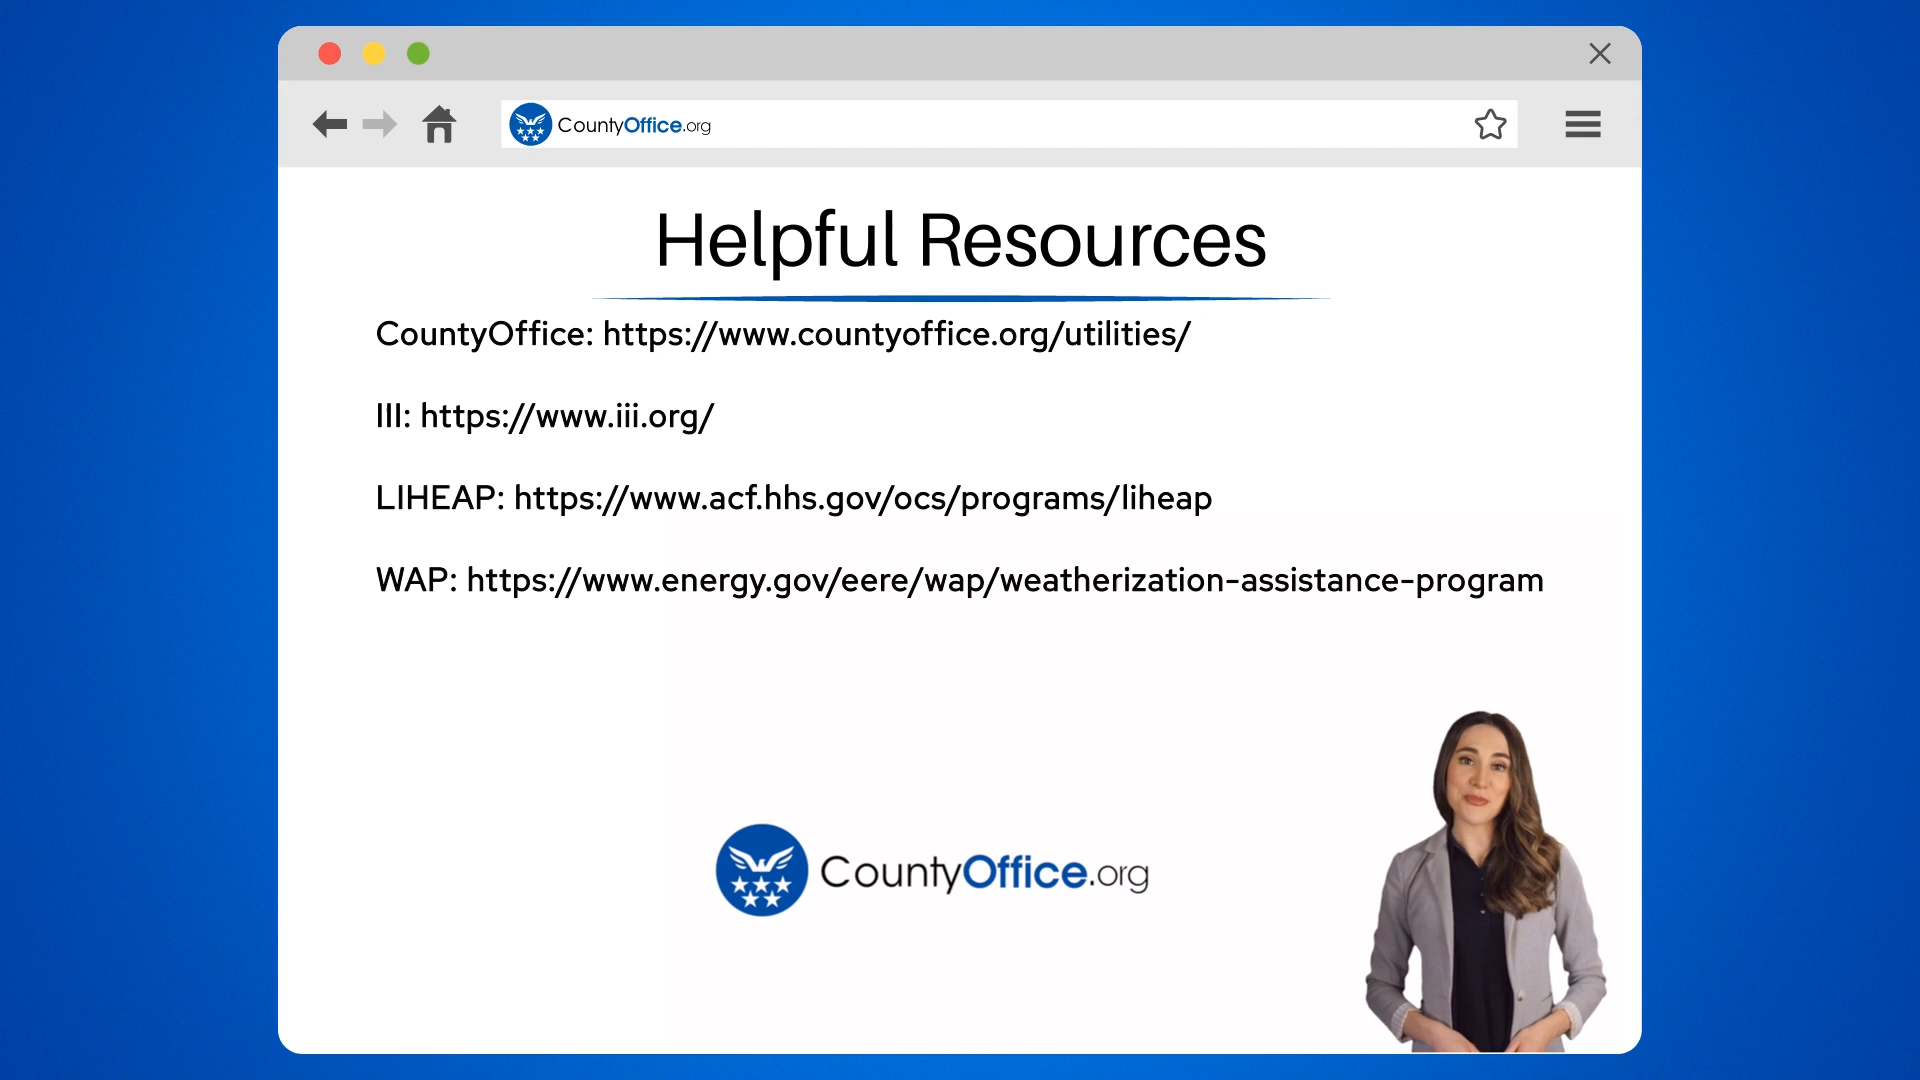 CountyOffice.org
Helpful Resources
CountyOffice: https://www.countyoffice.org/utilities/
III: https://www.iii.org/
LIHEAP: https://www.acf.hhs.gov/ocs/programs/liheap
WAP: https://www.energy.gov/eere/wap/weatherization-assistance-program
CountyOffice.org